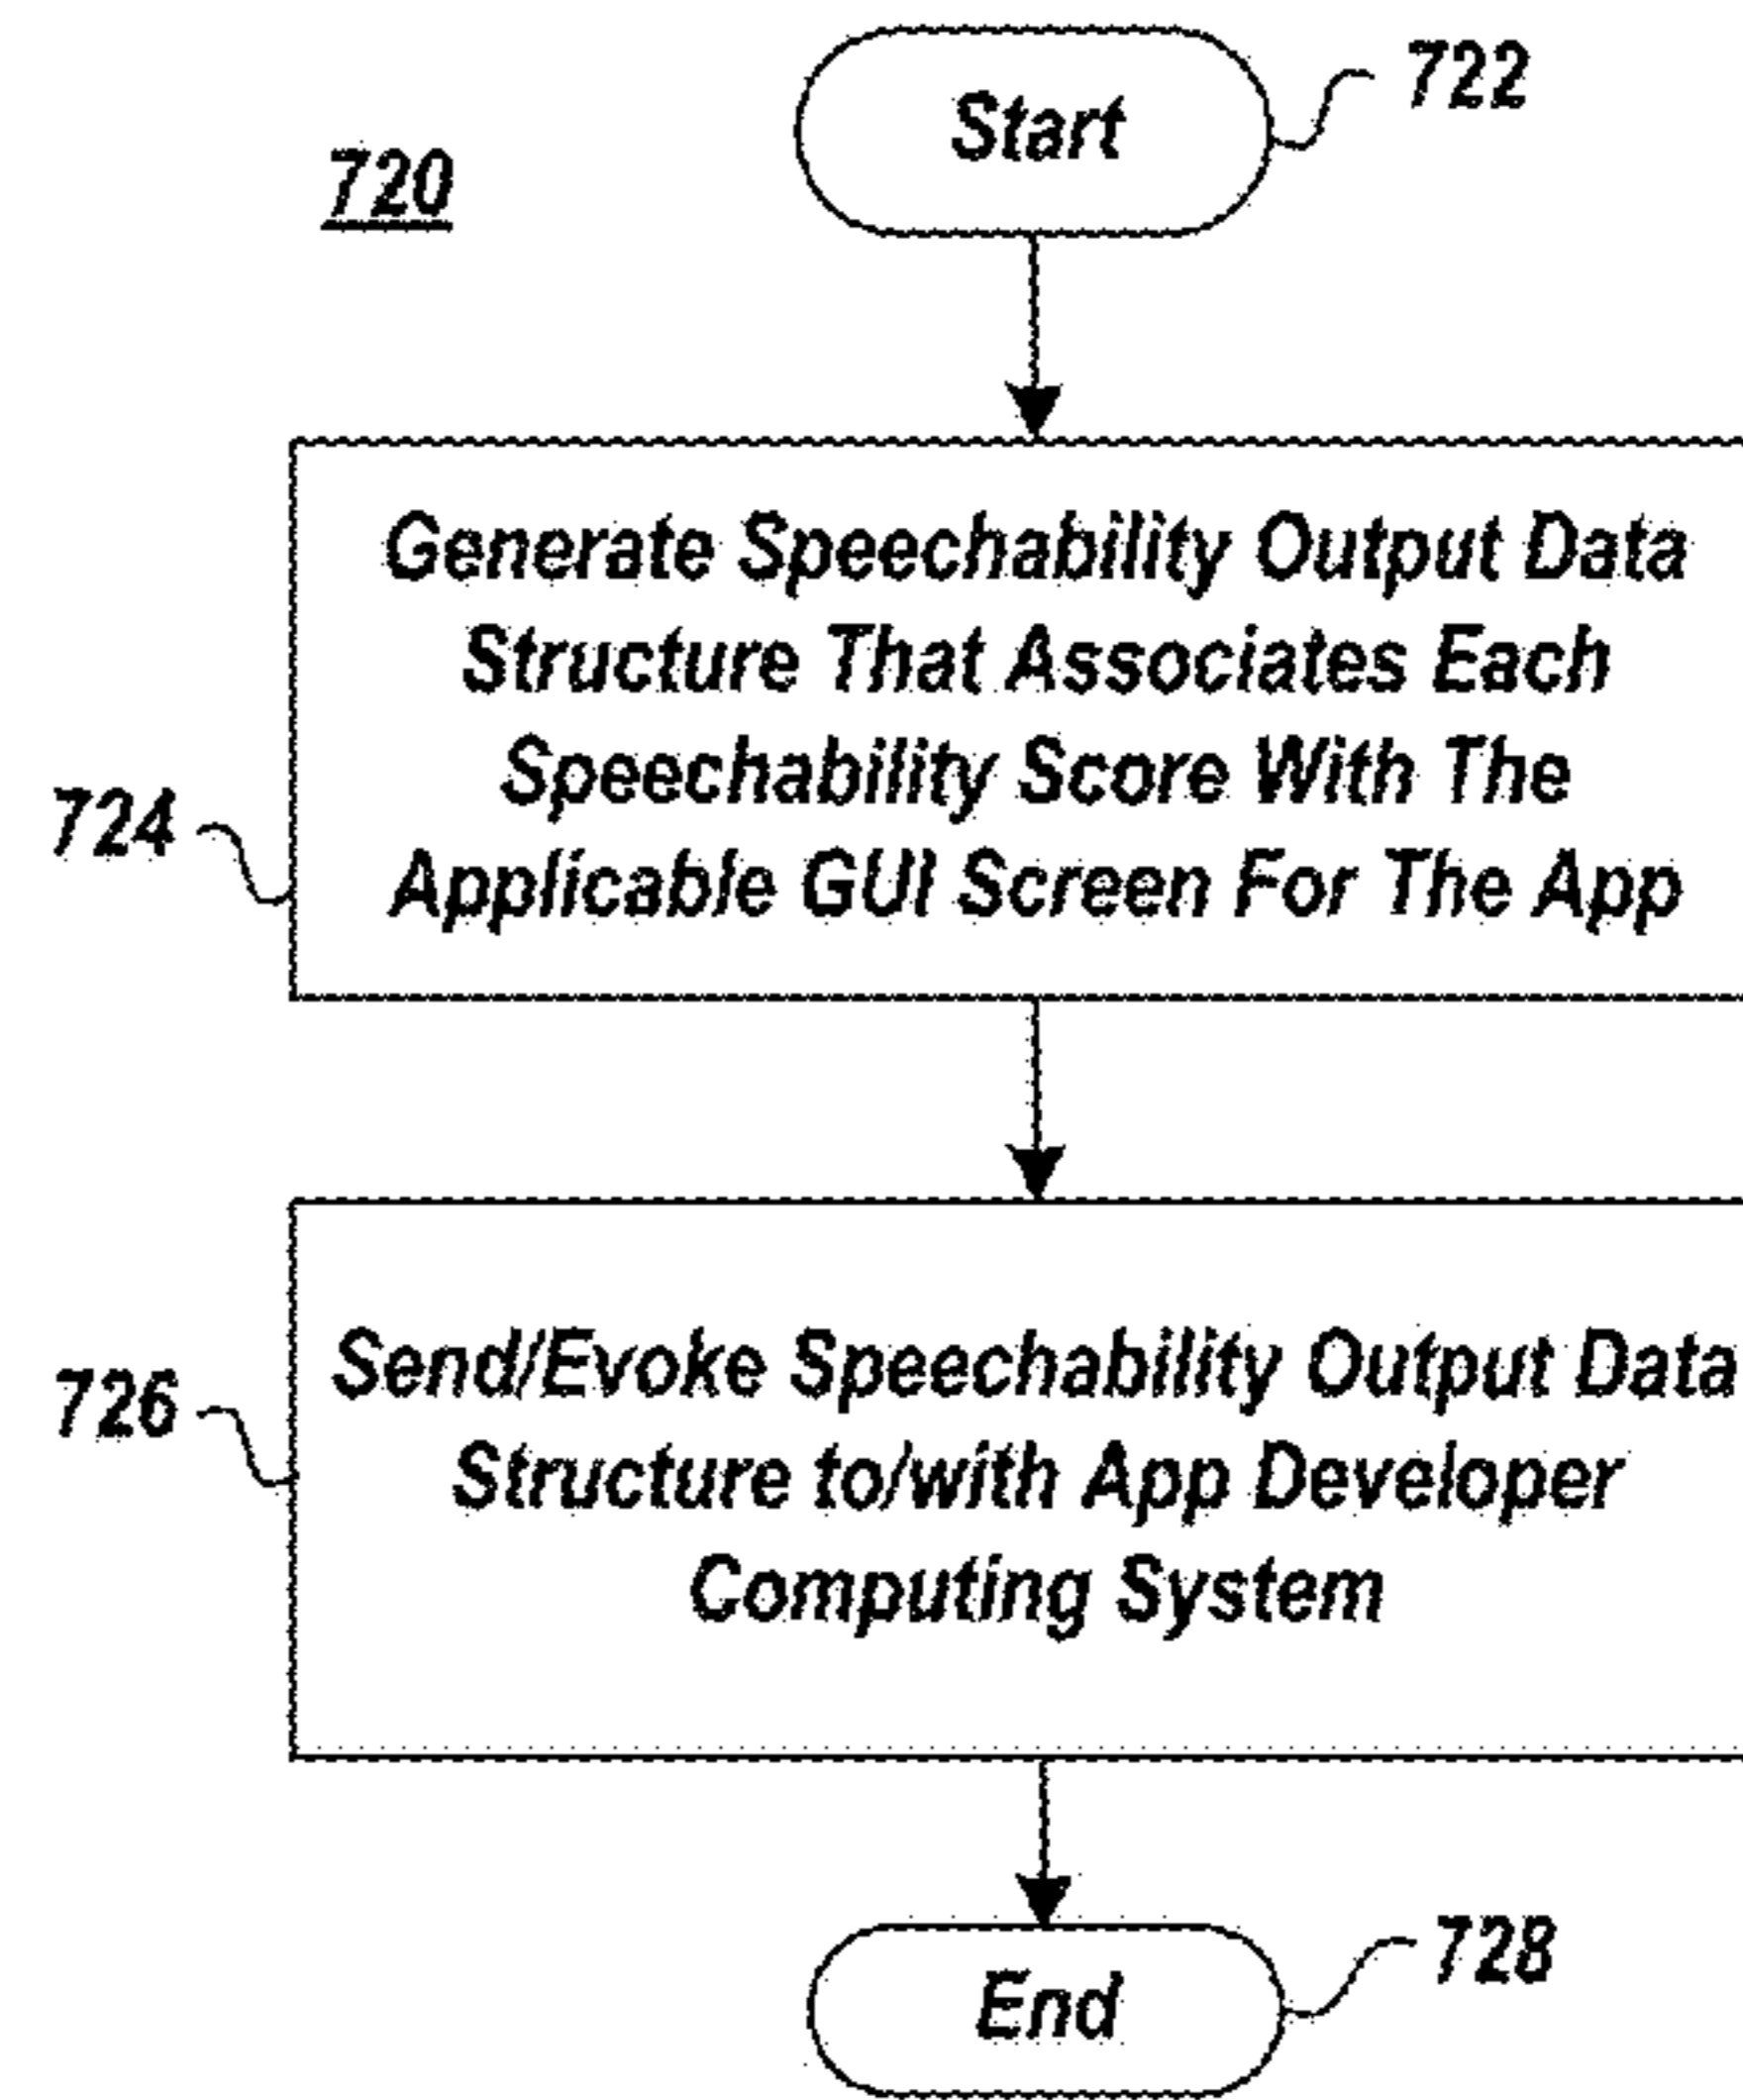 722
Start
720
Generate Speechability Output Data
Structure That Associates Each
Speechability Score With The
Applicable GUI Screen For The App
724
Send/Evoke Speechability Output Data
Structure to/with App Developer
Computing System
726
End
728